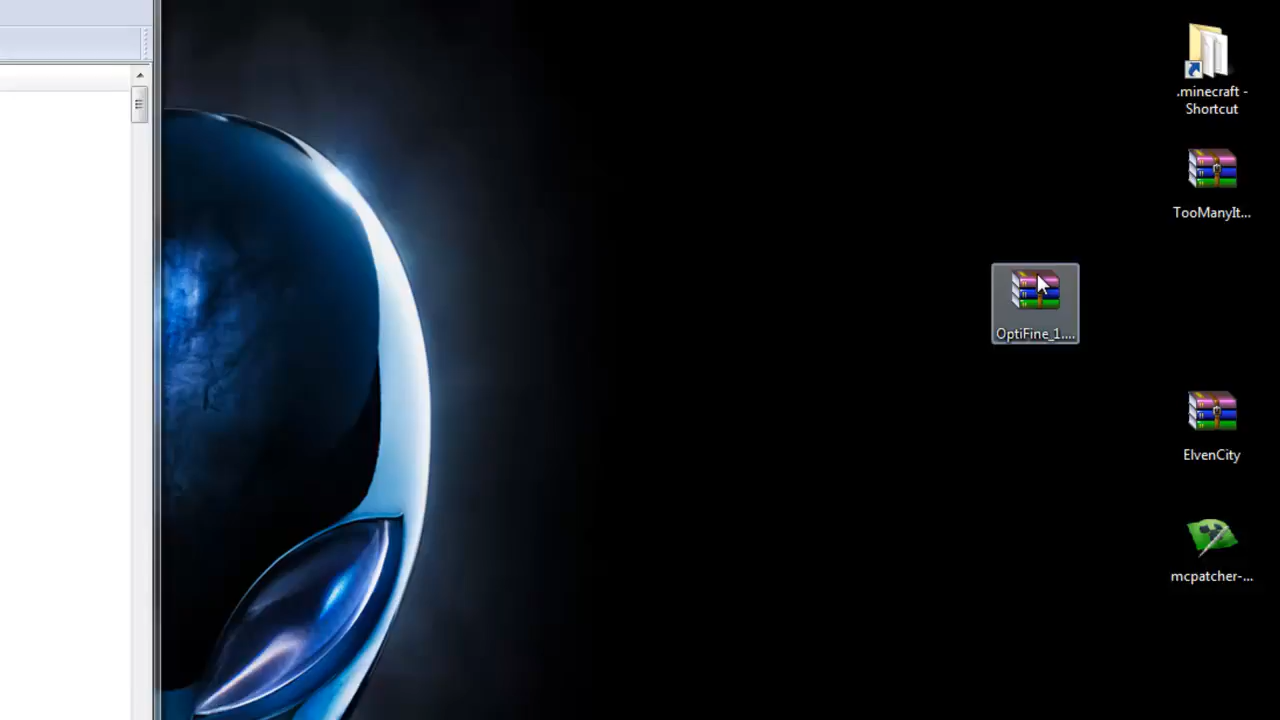 .minecraft -
Shortcut
TooManyIt...
OptiFine_1....
ElvenCity
mcpatcher-...